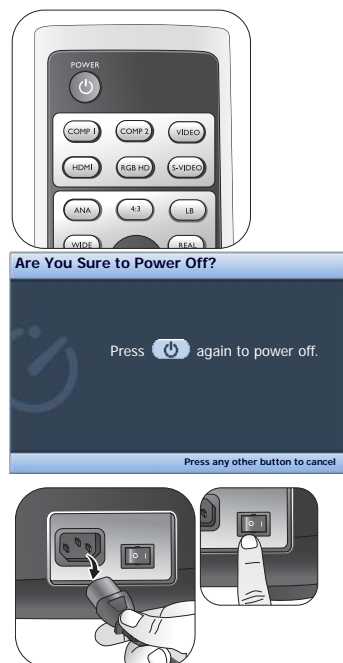 POWER
COMP 1 COMP 2 VIDEO
HDMI RGB HD S-VIDEO
ANA 4:3 LB
WIDE REAL
Are You Sure to Power Off?
Press again to power off.
Press any other button to cancel
O I
O I